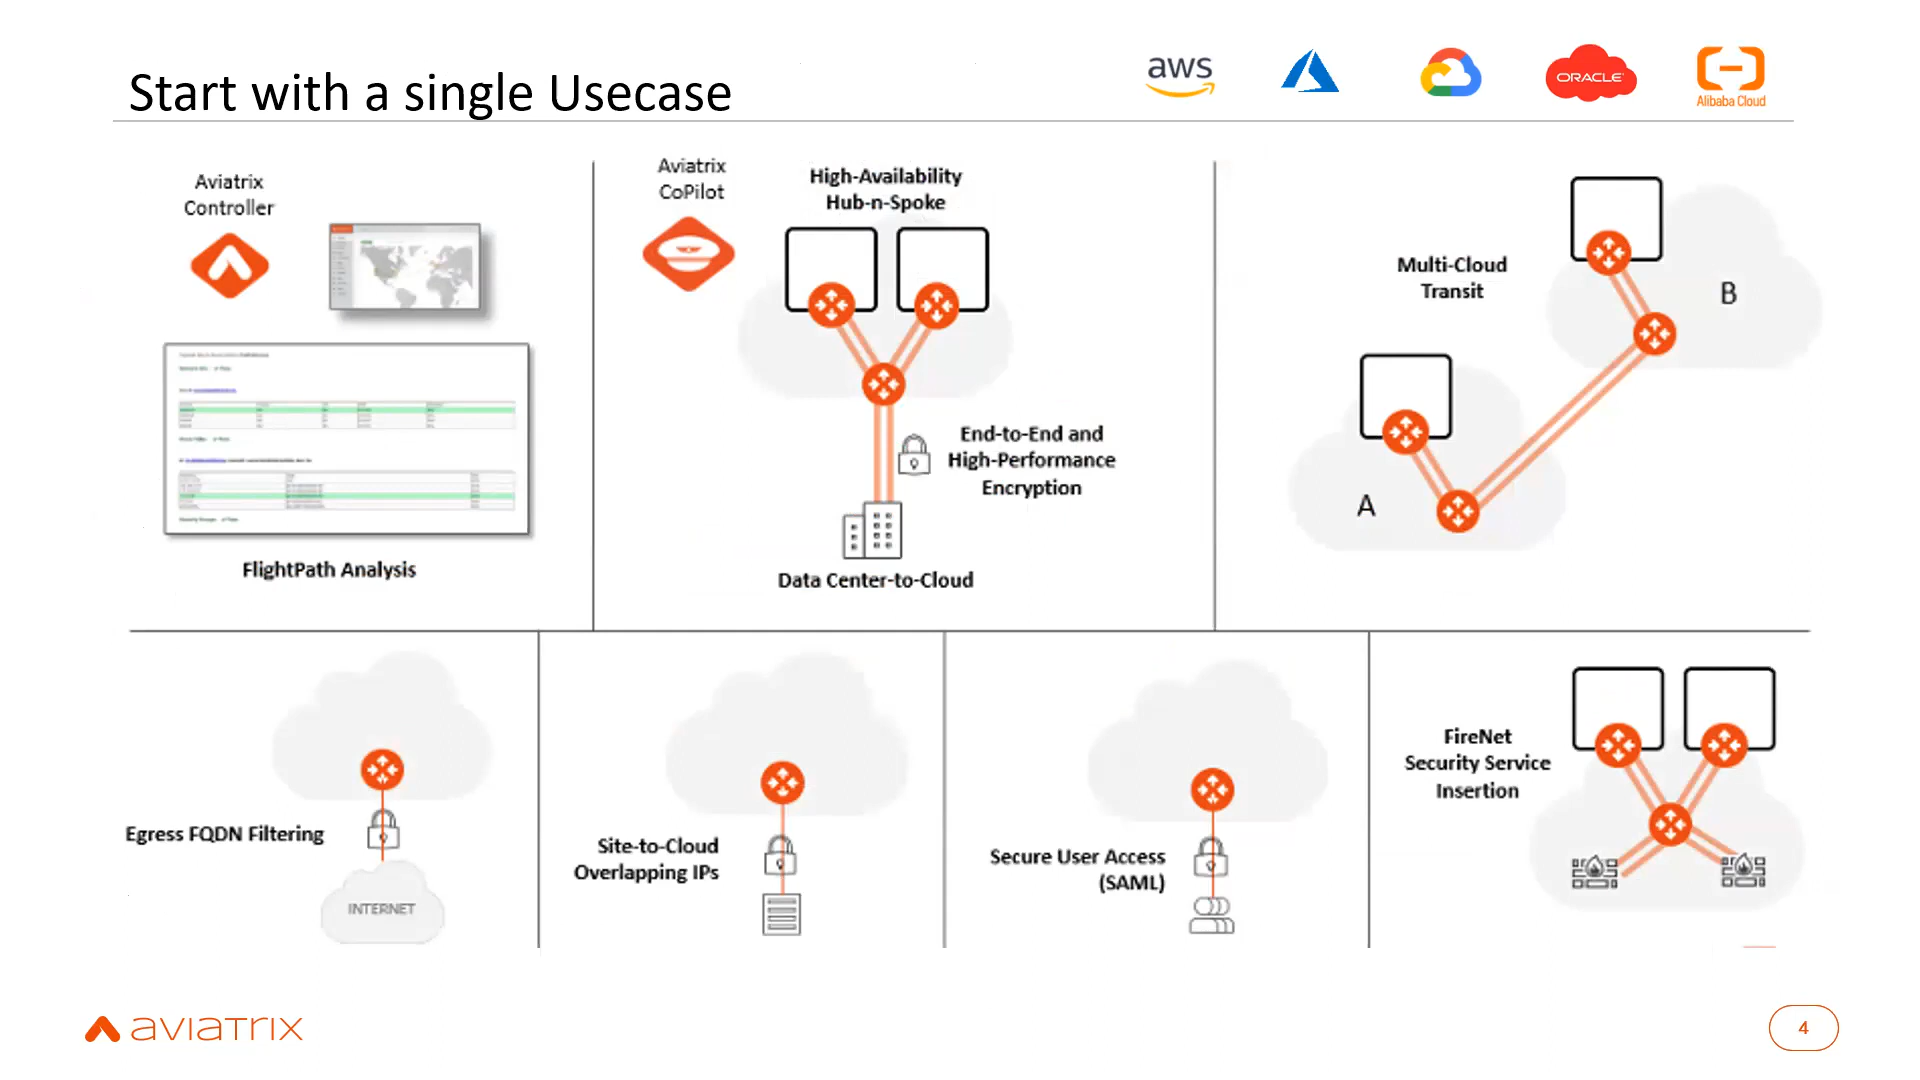 Start with a single Usecase
aws
ORACLE
Alibaba Cloud
Aviatrix
Controller
FlightPath Analysis
Aviatrix
CoPilot
High-Availability
Hub-n-Spoke
End-to-End and
High-Performance
Encryption
Data Center-to-Cloud
Multi-Cloud
Transit
B
A
Egress FQDN Filtering
INTERNET
Site-to-Cloud
Overlapping IPs
Secure User Access
(SAML)
FireNet
Security Service
Insertion
aviatrix
4